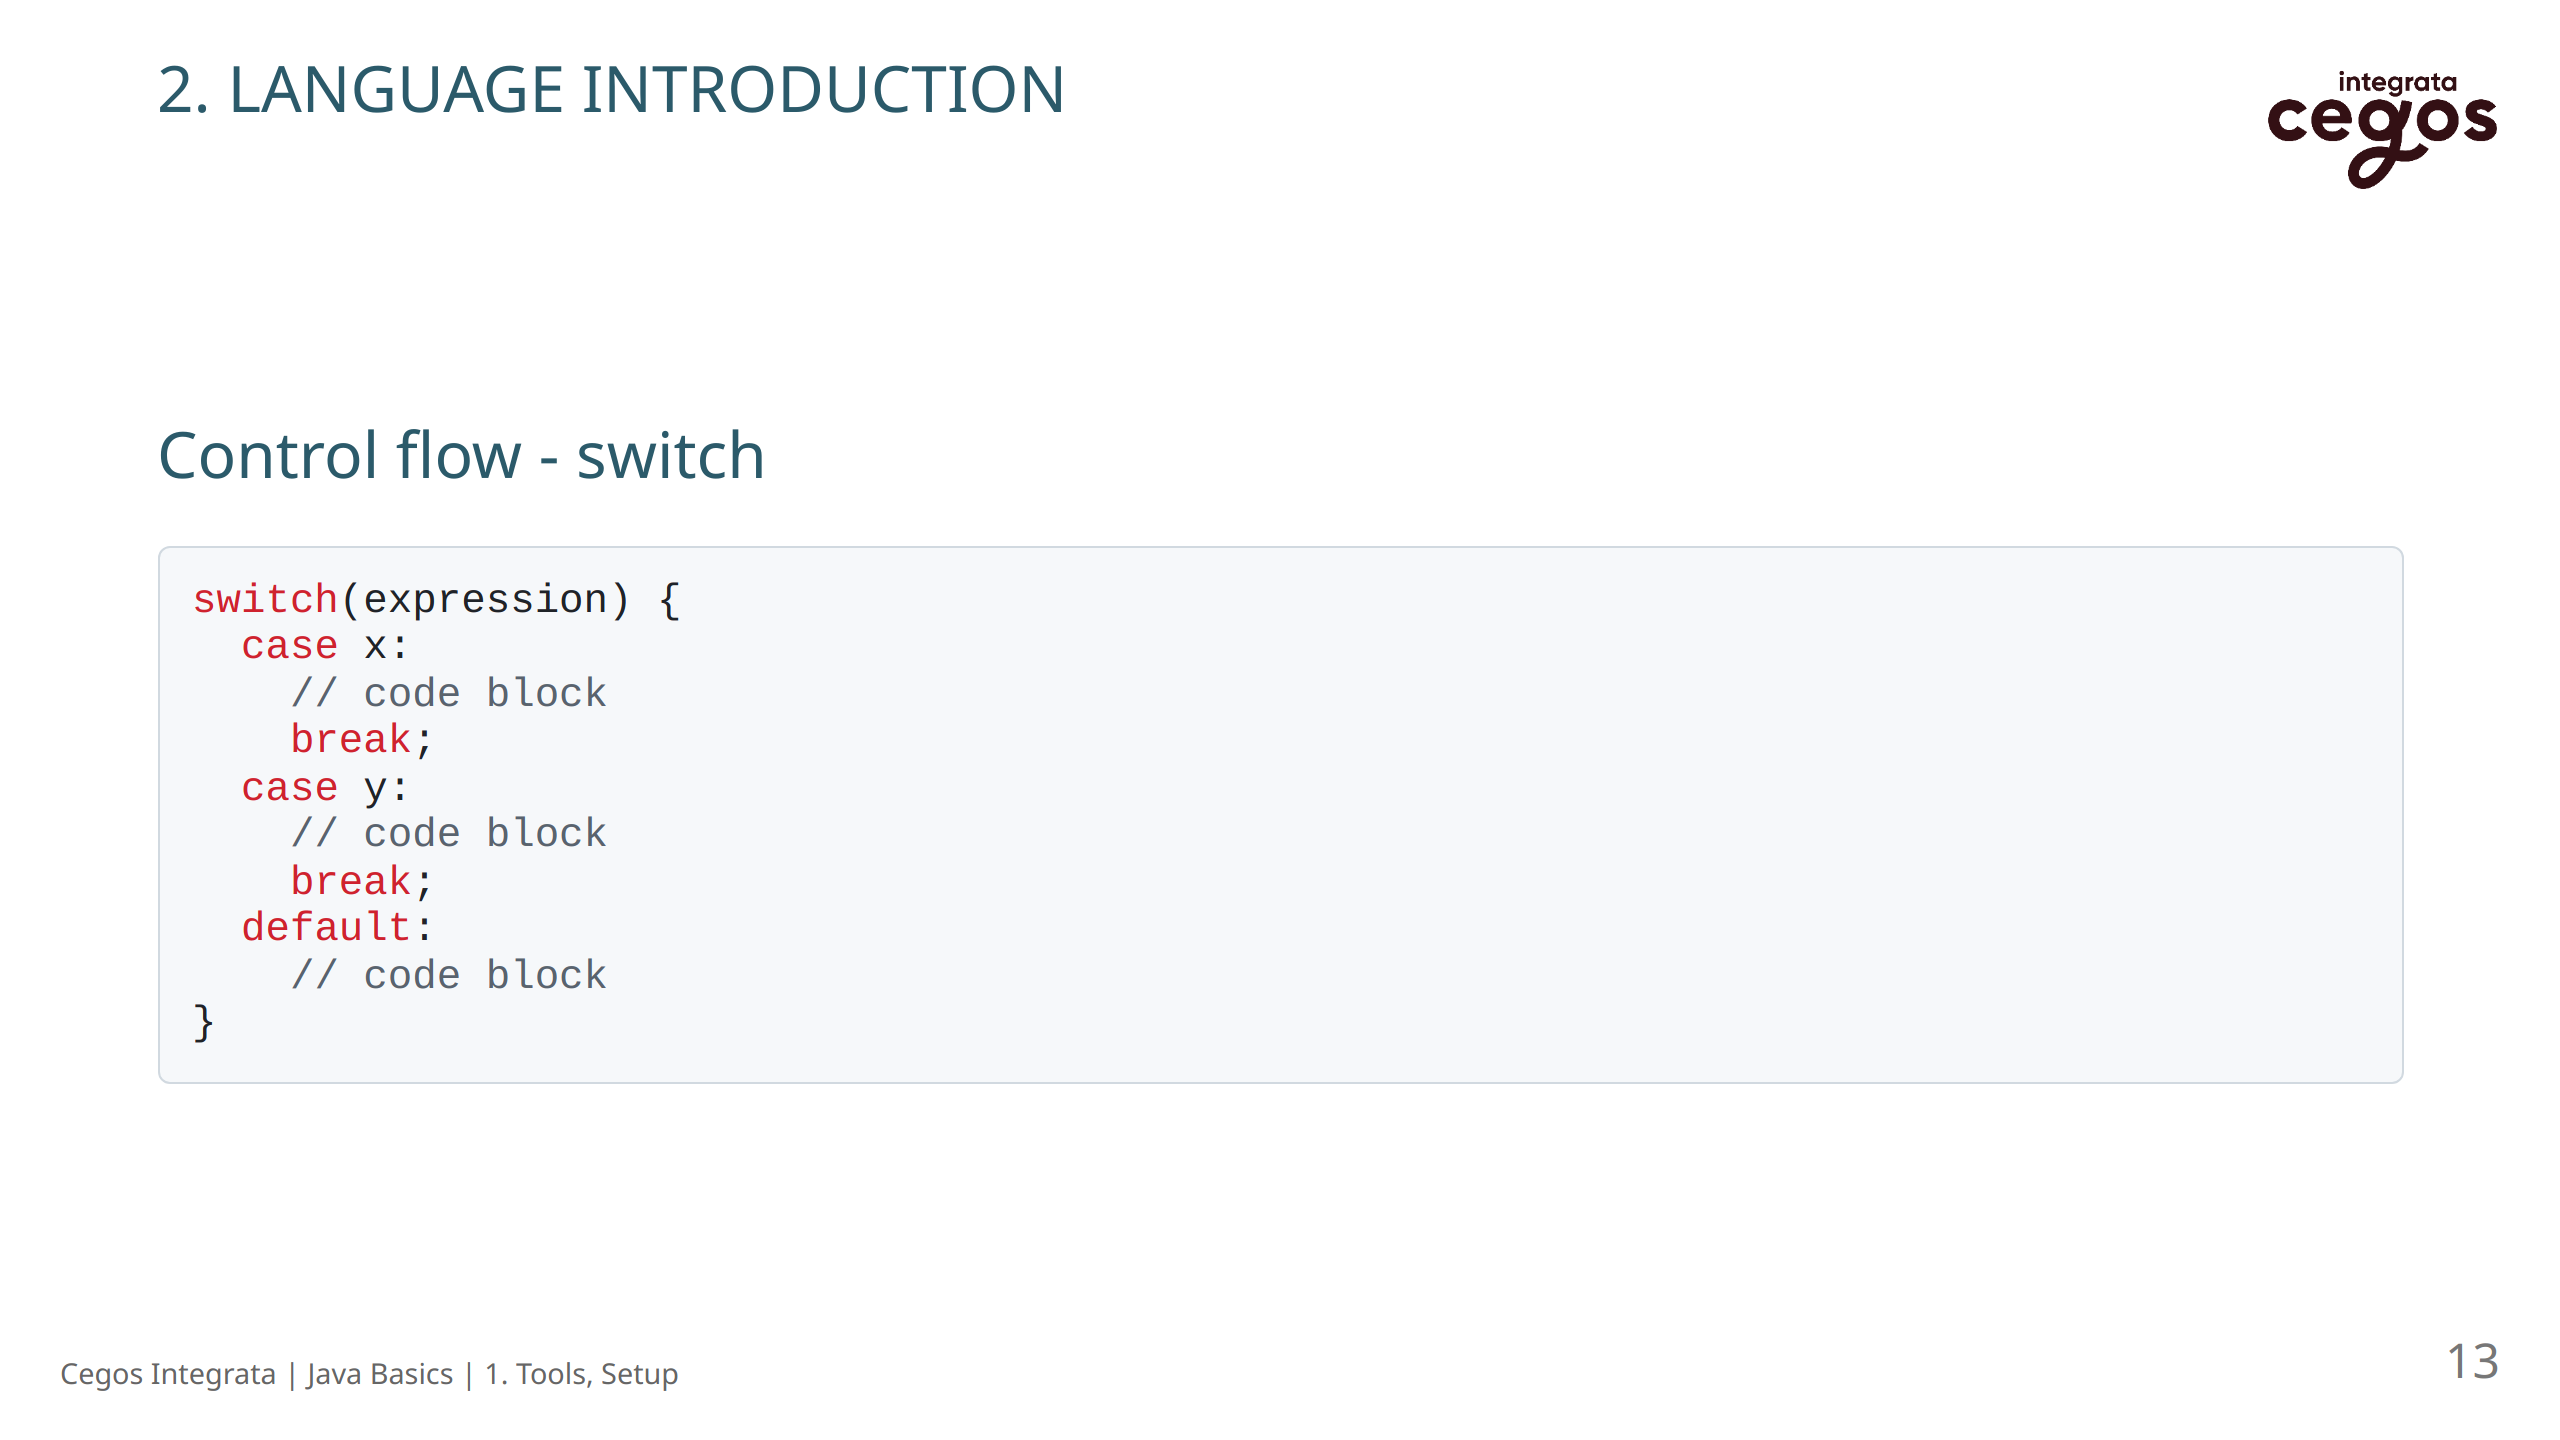 2. LANGUAGE INTRODUCTION
integrata
cegos
Control flow - switch
switch(expression) {
  case x:
    // code block
    break;
  case y:
    // code block
    break;
  default:
    // code block
}
Cegos Integrata | Java Basics | 1. Tools, Setup
13